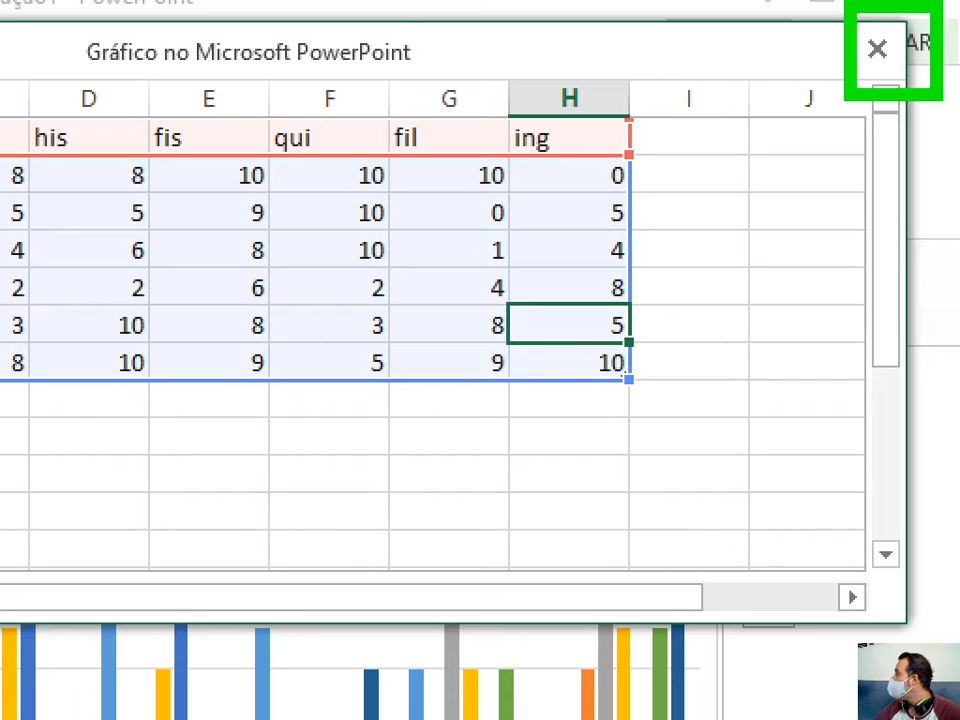 Gráfico no Microsoft PowerPoint
D E F G H I J
his fis qui fil ing
8 8 10 10 10 0
5 5 9 10 0 5
4 6 8 10 1 4
2 2 6 2 4 8
3 10 8 3 8 5
8 10 9 5 9 10